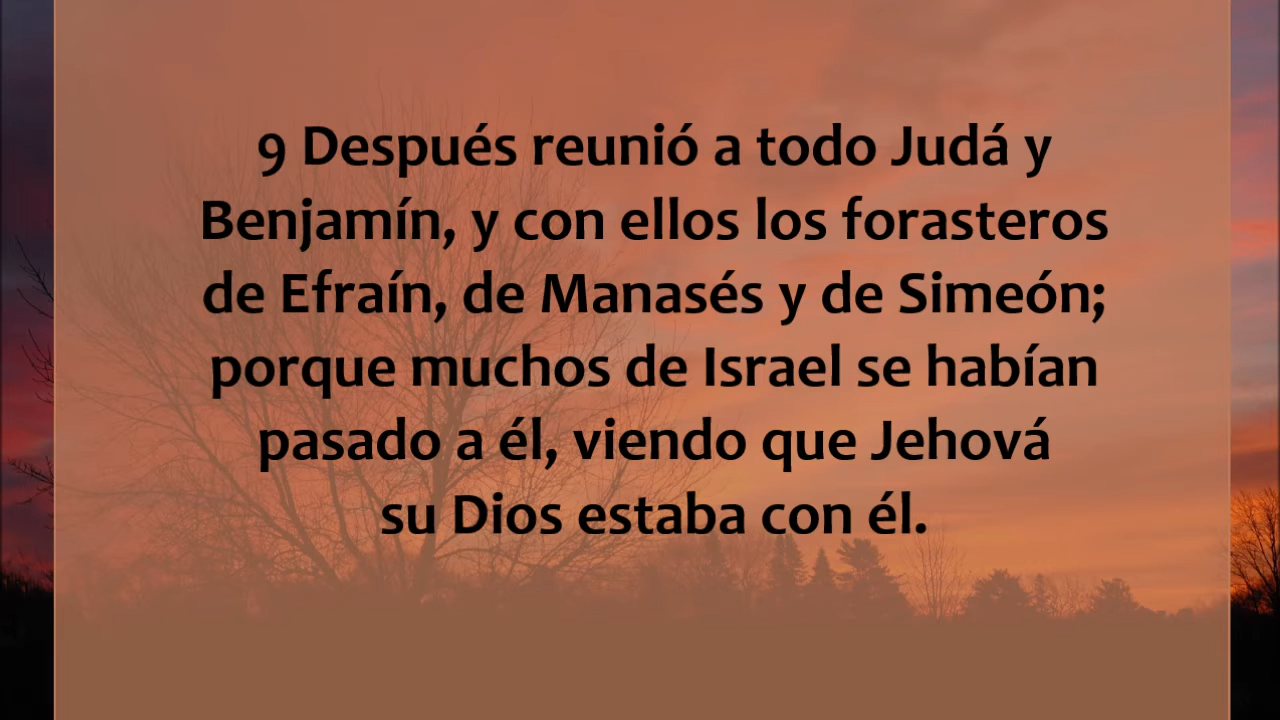 9 Después reunió a todo Judá y
Benjamín, y con ellos los forasteros
de Efraín, de Manasés y de Simeón;
porque muchos de Israel se habían
pasado a él, viendo que Jehová
su Dios estaba con él.